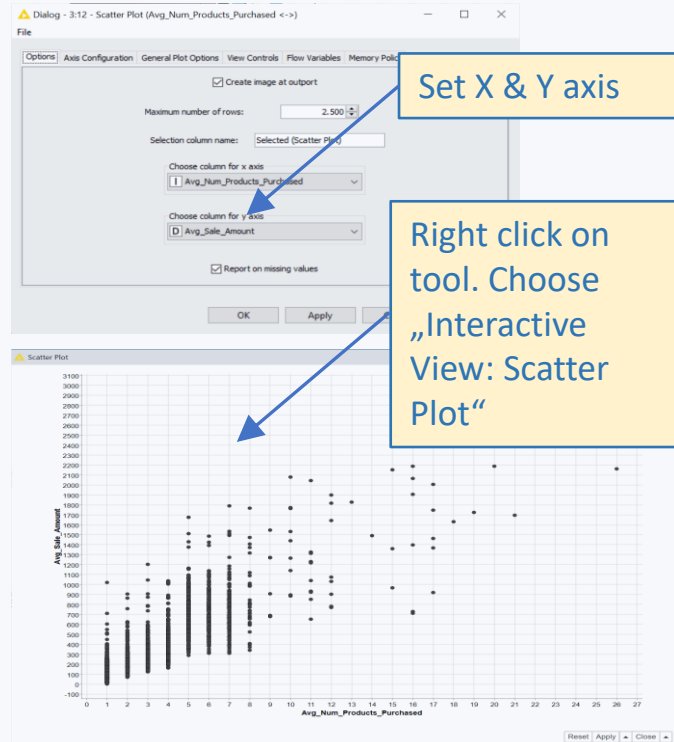 Dialog - 3:12 - Scatter Plot (Avg_Num_Products_Purchased <->)
File
Options Axis Configuration General Plot Options View Controls Flow Variables Memory Polic
Create image at outport
Maximum number of rows: 2.500
Selection column name: Selected (Scatter Plot)
Choose column for x axis
I Avg_Num_Products_Purchased
Choose column for y axis
D Avg_Sale_Amount
Report on missing values
OK Apply
Set X & Y axis
Right click on
tool. Choose
„Interactive
View: Scatter
Plot“
Scatter Plot
3100
3000
2900
2800
2700
2600
2500
2400
2300
2200
2100
2000
1900
1800
1700
1600
1500
1400
1300
1200
1100
1000
900
800
700
600
500
400
300
200
100
0
-100
Avg_Sale_Amount
0 1 2 3 4 5 6 7 8 9 10 11 12 13 14 15 16 17 18 19 20 21 22 23 24 25 26 27
Avg_Num_Products_Purchased
Reset Apply Close